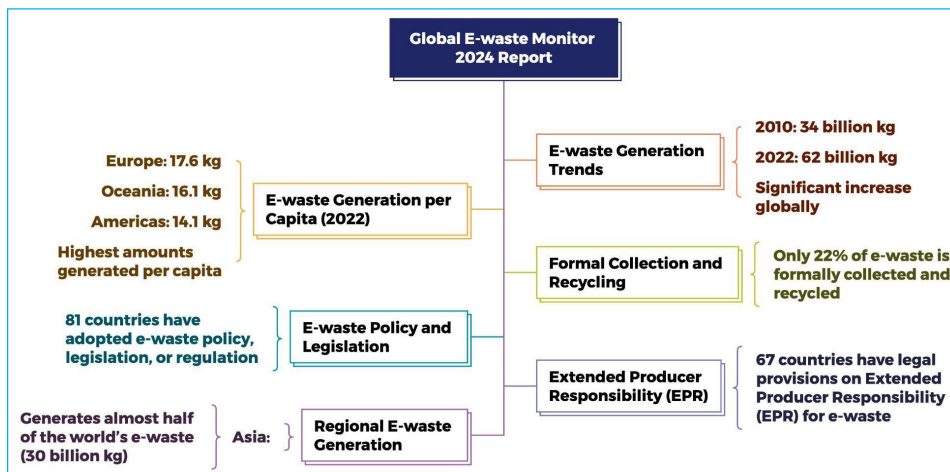 Global E-waste Monitor
2024 Report
E-waste Generation
Trends
2010: 34 billion kg
2022: 62 billion kg
Significant increase
globally
Europe: 17.6 kg
Oceania: 16.1 kg
Americas: 14.1 kg
Highest amounts
generated per capita
E-waste Generation per
Capita (2022)
Formal Collection and
Recycling
Only 22% of e-waste is
formally collected and
recycled
81 countries have
adopted e-waste policy,
legislation, or regulation
E-waste Policy and
Legislation
Extended Producer
Responsibility (EPR)
67 countries have legal
provisions on Extended
Producer Responsibility
(EPR) for e-waste
Generates almost half
of the world's e-waste
(30 billion kg)
Asia:
Regional E-waste
Generation